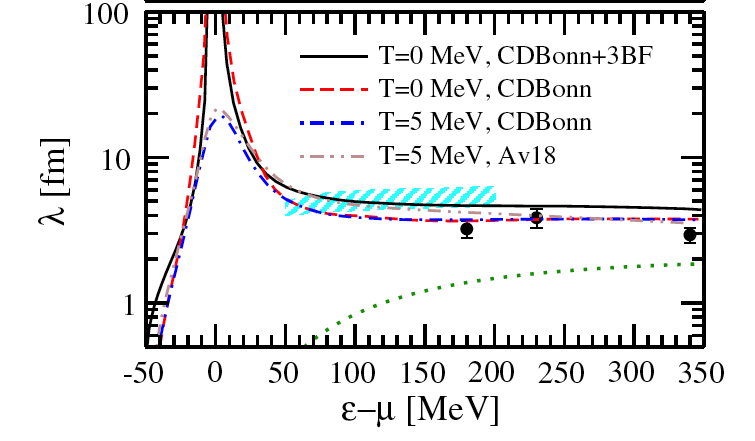 100
10
1
λ [fm]
T=0 MeV, CDBonn+3BF
T=0 MeV, CDBonn
T=5 MeV, CDBonn
T=5 MeV, Av18
-50 0 50 100 150 200 250 300 350
ε−μ [MeV]